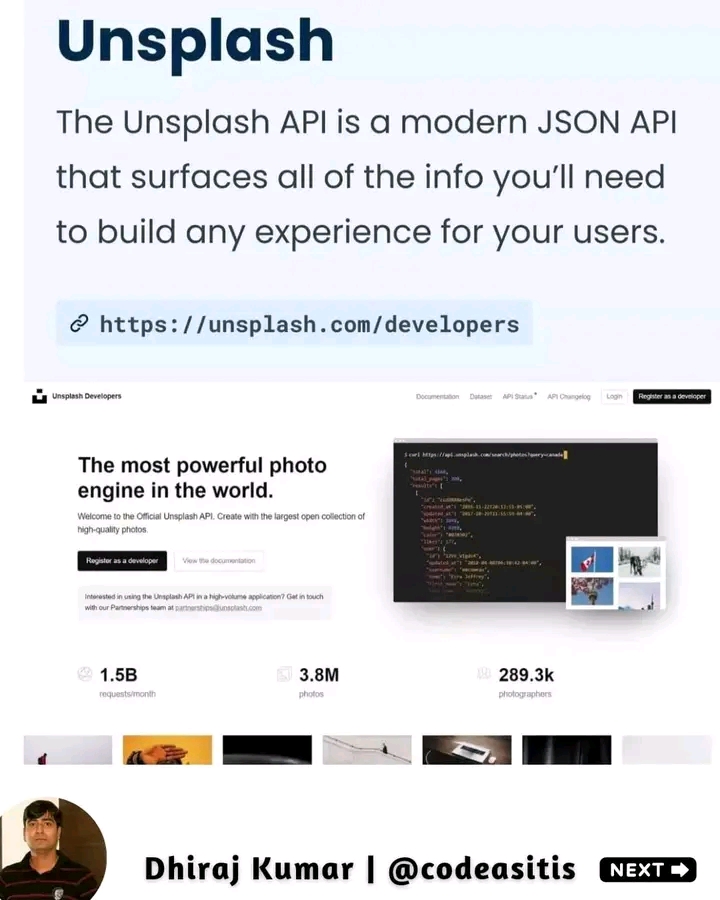 Unsplash
The Unsplash API is a modern JSON API
that surfaces all of the info you’ll need
to build any experience for your users.
https://unsplash.com/developers
Unsplash Developers
Documentation Dataset API Status API Changelog Login Register as a developer
The most powerful photo
engine in the world.
Welcome to the Official Unsplash API. Create with the largest open collection of
high-quality photos.
Register as a developer View the documentation
Interested in using the Unsplash API in a high-volume application? Get in touch
with our Partnerships team at partnerships@unsplash.com
$ curl https://api.unsplash.com/search/photos?query=canada
"results": [
1.5B 3.8M 289.3k
requests/month photos photographers
Dhiraj Kumar | @codeasitis NEXT